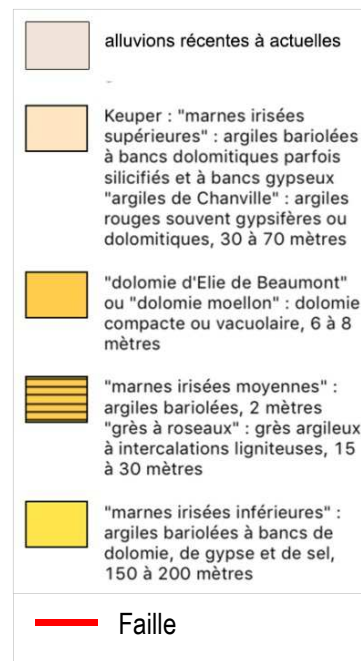 alluvions récentes à actuelles
Keuper : "marnes irisées
supérieures" : argiles bariolées
à bancs dolomitiques parfois
silicifiés et à bancs gypseux
"argiles de Chanville" : argiles
rouges souvent gypsifères ou
dolomitiques, 30 à 70 mètres
"dolomie d'Elie de Beaumont"
ou "dolomie moellon" : dolomie
compacte ou vacuolaire, 6 à 8
mètres
"marnes irisées moyennes" :
argiles bariolées, 2 mètres
"grès à roseaux" : grès argileux
à intercalations ligniteuses, 15
à 30 mètres
"marnes irisées inférieures" :
argiles bariolées à bancs de
dolomie, de gypse et de sel,
150 à 200 mètres
Faille